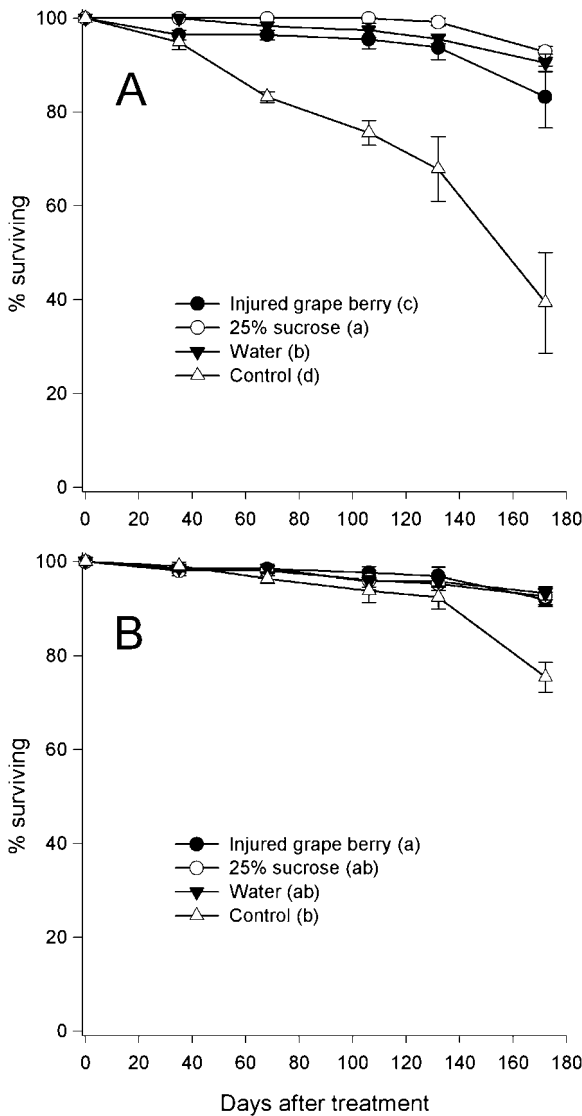 100
80
60
40
20
0
% surviving
A
Injured grape berry (c)
25% sucrose (a)
Water (b)
Control (d)
0 20 40 60 80 100 120 140 160 180
100
80
60
40
20
0
% surviving
B
Injured grape berry (a)
25% sucrose (ab)
Water (ab)
Control (b)
0 20 40 60 80 100 120 140 160 180
Days after treatment